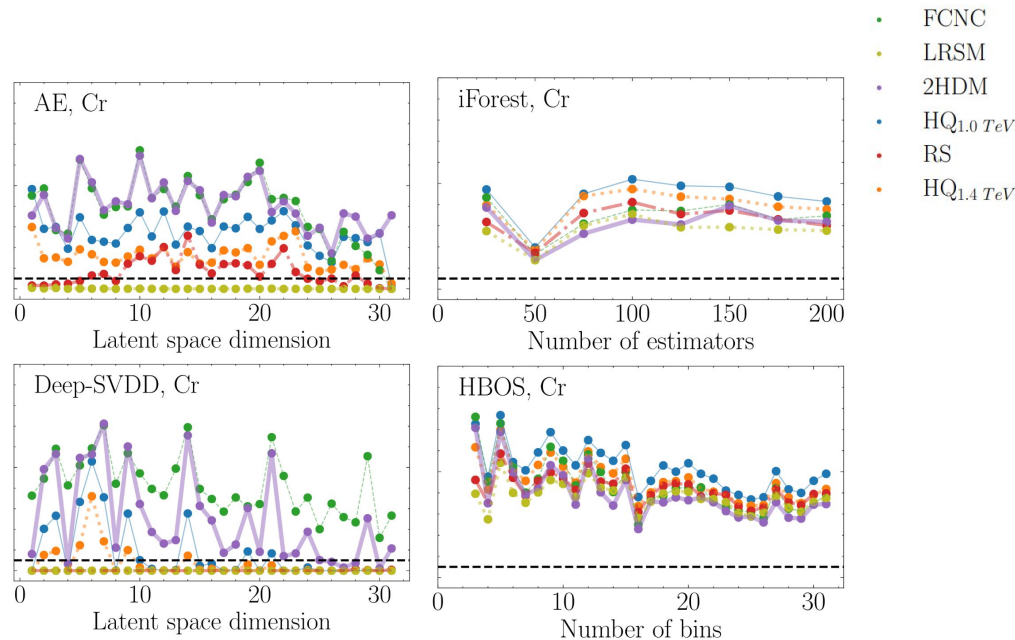 FCNC
LRSM
2HDM
HQ1.0 TeV
RS
HQ1.4 TeV
AE, Cr
0 10 20 30
Latent space dimension
iForest, Cr
0 50 100 150 200
Number of estimators
Deep-SVDD, Cr
0 10 20 30
Latent space dimension
HBOS, Cr
0 10 20 30
Number of bins